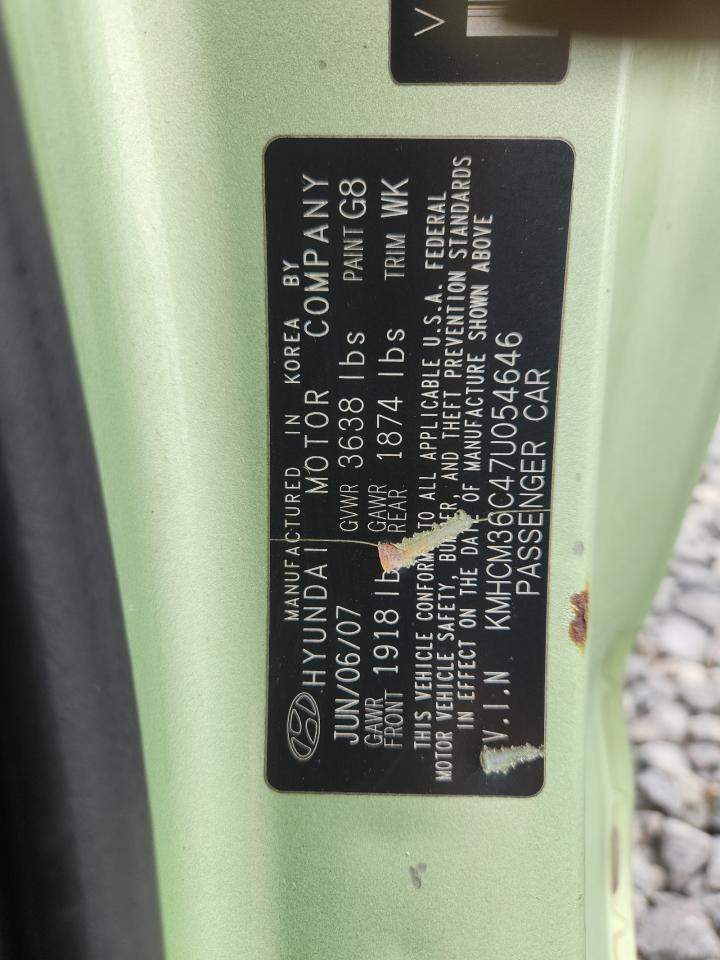 V
MANUFACTURED IN KOREA BY
HYUNDAI MOTOR COMPANY
JUN/06/07 GVWR 3638 lbs PAINT G8
GAWR FRONT 1918 lb GAWR REAR 1874 lbs TRIM WK
THIS VEHICLE CONFORM TO ALL APPLICABLE U.S.A. FEDERAL
MOTOR VEHICLE SAFETY, BUMPER, AND THEFT PREVENTION STANDARDS
IN EFFECT ON THE DATE OF MANUFACTURE SHOWN ABOVE
V.I.N KMHCM36C47U054646
PASSENGER CAR